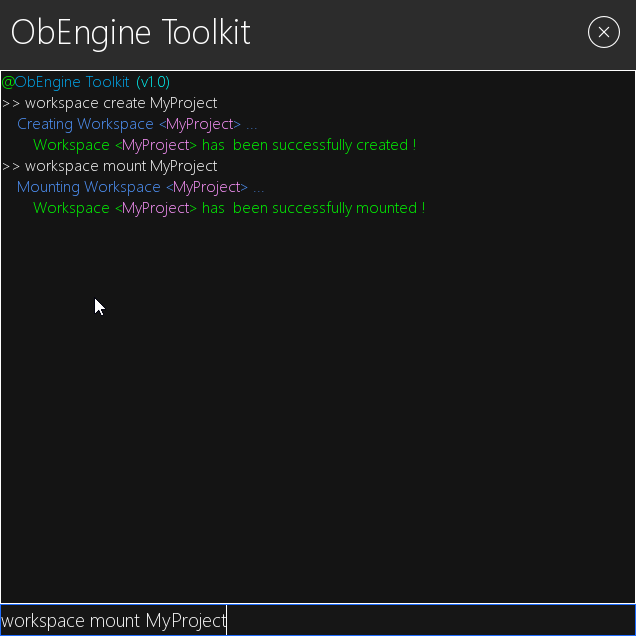 ObEngine Toolkit
@ObEngine Toolkit (v1.0)
>> workspace create MyProject
Creating Workspace <MyProject> ...
Workspace <MyProject> has  been successfully created !
>> workspace mount MyProject
Mounting Workspace <MyProject> ...
Workspace <MyProject> has  been successfully mounted !
workspace mount MyProject